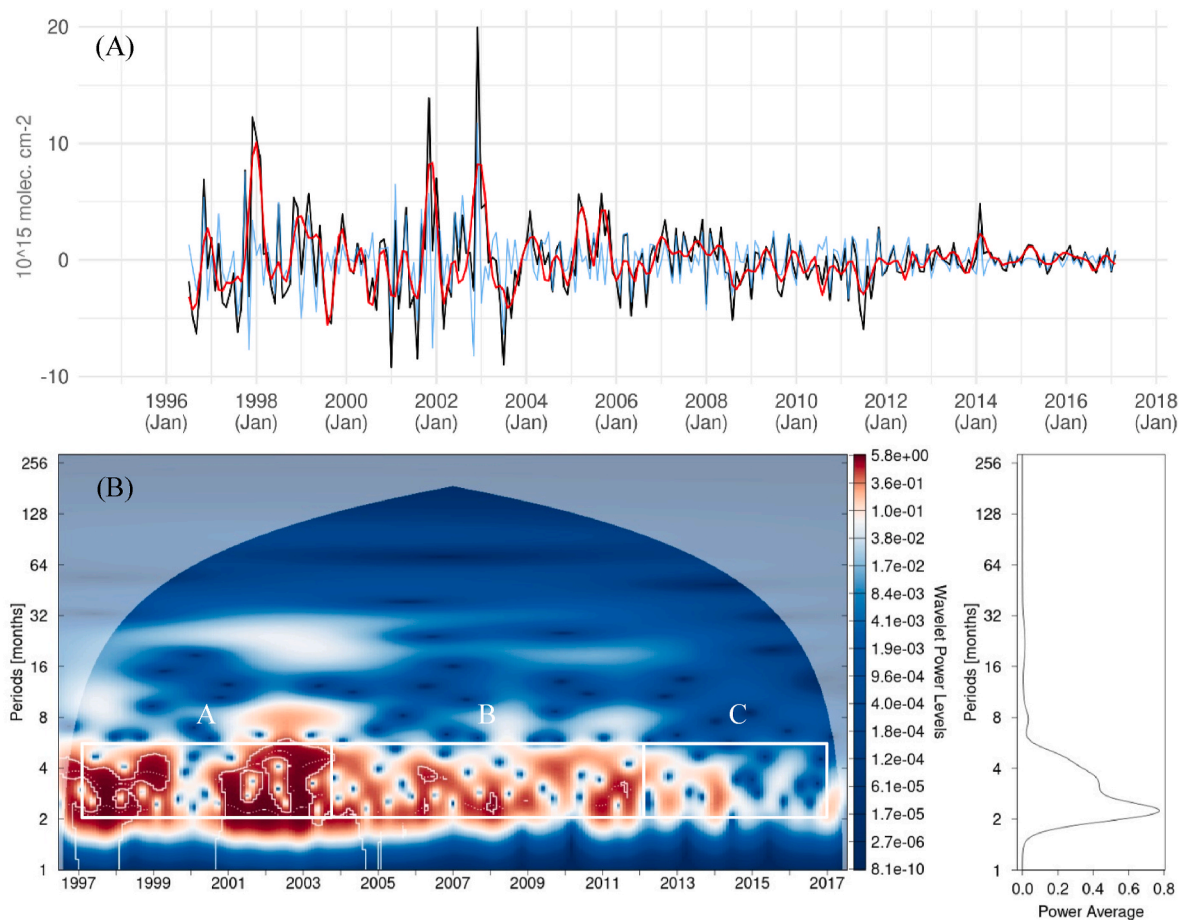 (A)
20
10
0
-10
10^15 molec. cm-2
1996 1998 2000 2002 2004 2006 2008 2010 2012 2014 2016 2018
(Jan) (Jan) (Jan) (Jan) (Jan) (Jan) (Jan) (Jan) (Jan) (Jan) (Jan) (Jan)
(B)
256
128
64
32
16
8
4
2
1
Periods [months]
A B C
1997 1999 2001 2003 2005 2007 2009 2011 2013 2015 2017
5.8e+00
3.6e-01
1.0e-01
3.8e-02
1.7e-02
8.4e-03
4.1e-03
1.9e-03
9.6e-04
4.0e-04
1.2e-04
6.1e-05
1.7e-05
2.7e-06
8.1e-10
Wavelet Power Levels
256
128
64
32
16
8
4
2
1
Periods [months]
0.0 0.2 0.4 0.6 0.8
Power Average